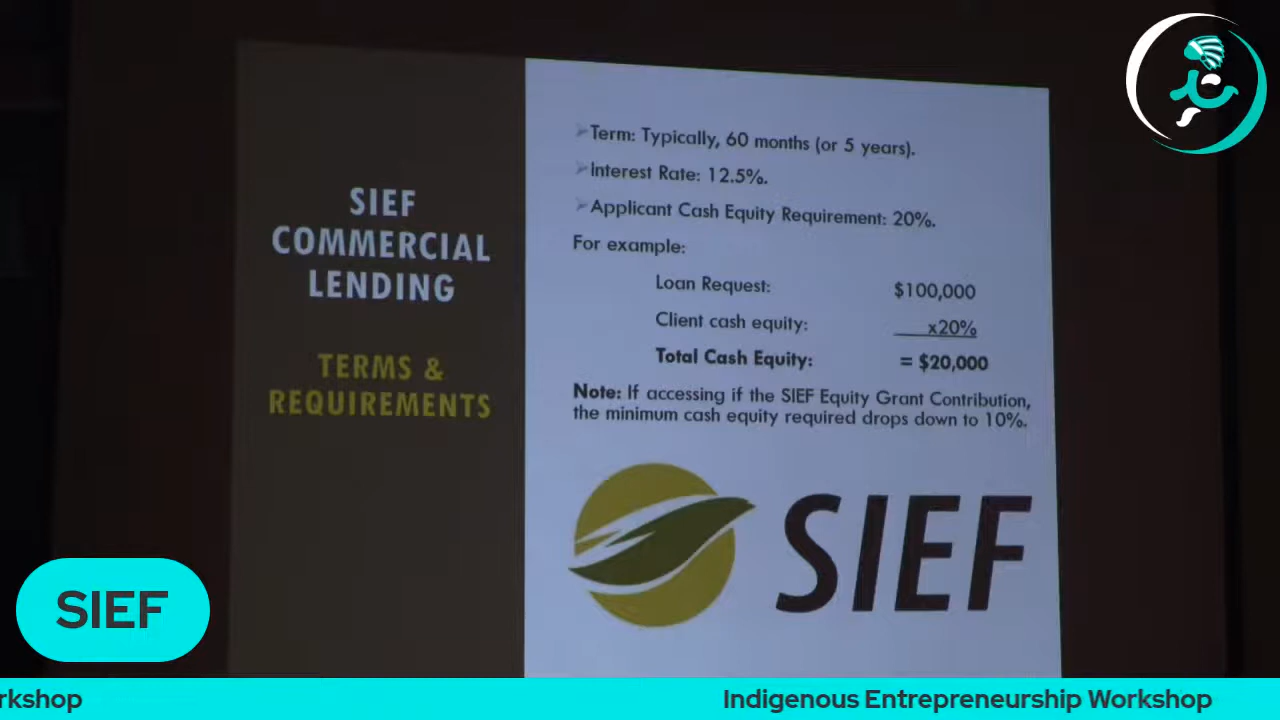 SIEF
COMMERCIAL
LENDING
TERMS &
REQUIREMENTS
➢Term: Typically, 60 months (or 5 years).
➢Interest Rate: 12.5%.
➢Applicant Cash Equity Requirement: 20%.
For example:
Loan Request: $100,000
Client cash equity: x20%
Total Cash Equity: = $20,000
Note: If accessing if the SIEF Equity Grant Contribution,
the minimum cash equity required drops down to 10%.
SIEF
SIEF
rkshop Indigenous Entrepreneurship Workshop